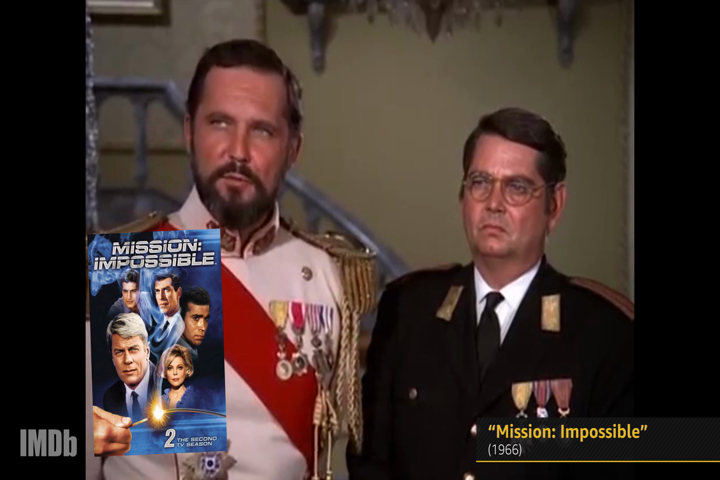 MISSION:
IMPOSSIBLE
2 THE SECOND
TV SEASON
IMDb
“Mission: Impossible”
(1966)